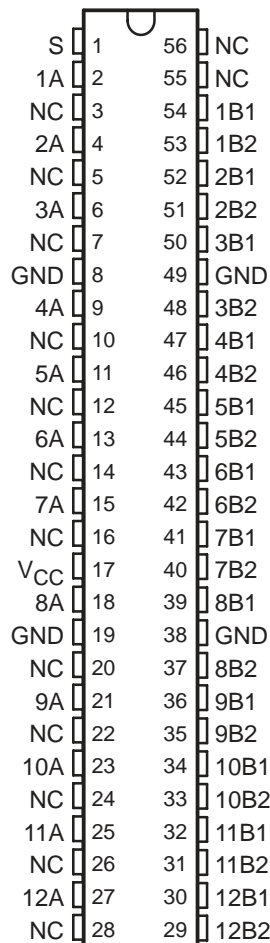 S 1 56 NC
1A 2 55 NC
NC 3 54 1B1
2A 4 53 1B2
NC 5 52 2B1
3A 6 51 2B2
NC 7 50 3B1
GND 8 49 GND
4A 9 48 3B2
NC 10 47 4B1
5A 11 46 4B2
NC 12 45 5B1
6A 13 44 5B2
NC 14 43 6B1
7A 15 42 6B2
NC 16 41 7B1
VCC 17 40 7B2
8A 18 39 8B1
GND 19 38 GND
NC 20 37 8B2
9A 21 36 9B1
NC 22 35 9B2
10A 23 34 10B1
NC 24 33 10B2
11A 25 32 11B1
NC 26 31 11B2
12A 27 30 12B1
NC 28 29 12B2